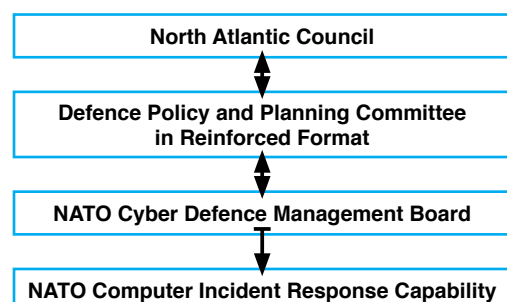 North Atlantic Council
Defence Policy and Planning Committee
in Reinforced Format
NATO Cyber Defence Management Board
NATO Computer Incident Response Capability